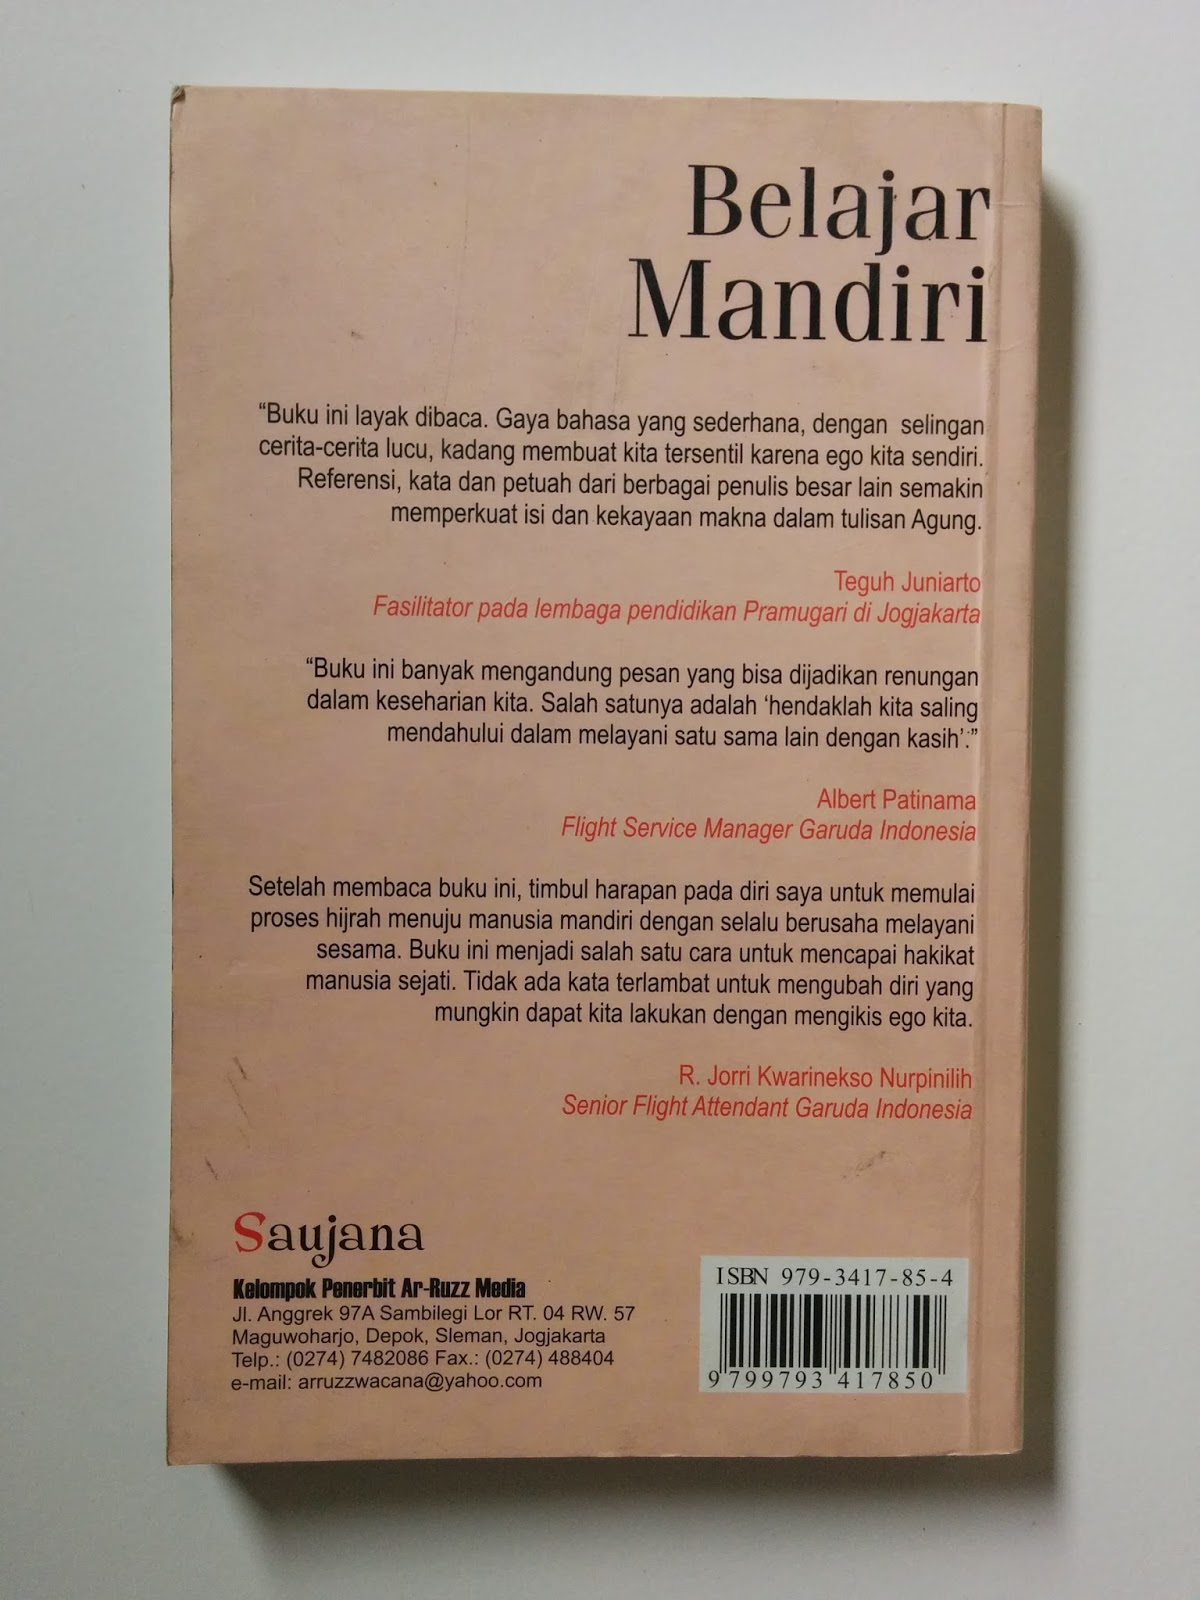 Belajar
Mandiri
“Buku ini layak dibaca. Gaya bahasa yang sederhana, dengan selingan
cerita-cerita lucu, kadang membuat kita tersentil karena ego kita sendiri.
Referensi, kata dan petuah dari berbagai penulis besar lain semakin
memperkuat isi dan kekayaan makna dalam tulisan Agung.
Teguh Juniarto
Fasilitator pada lembaga pendidikan Pramugari di Jogjakarta
“Buku ini banyak mengandung pesan yang bisa dijadikan renungan
dalam keseharian kita. Salah satunya adalah ‘hendaklah kita saling
mendahului dalam melayani satu sama lain dengan kasih’.”
Albert Patinama
Flight Service Manager Garuda Indonesia
Setelah membaca buku ini, timbul harapan pada diri saya untuk memulai
proses hijrah menuju manusia mandiri dengan selalu berusaha melayani
sesama. Buku ini menjadi salah satu cara untuk mencapai hakikat
manusia sejati. Tidak ada kata terlambat untuk mengubah diri yang
mungkin dapat kita lakukan dengan mengikis ego kita.
R. Jorri Kwarinekso Nurpinilih
Senior Flight Attendant Garuda Indonesia
Saujana
Kelompok Penerbit Ar-Ruzz Media
Jl. Anggrek 97A Sambilegi Lor RT. 04 RW. 57
Maguwoharjo, Depok, Sleman, Jogjakarta
Telp.: (0274) 7482086 Fax.: (0274) 488404
e-mail: arruzzwacana@yahoo.com
ISBN 979-3417-85-4
9 799793 417850